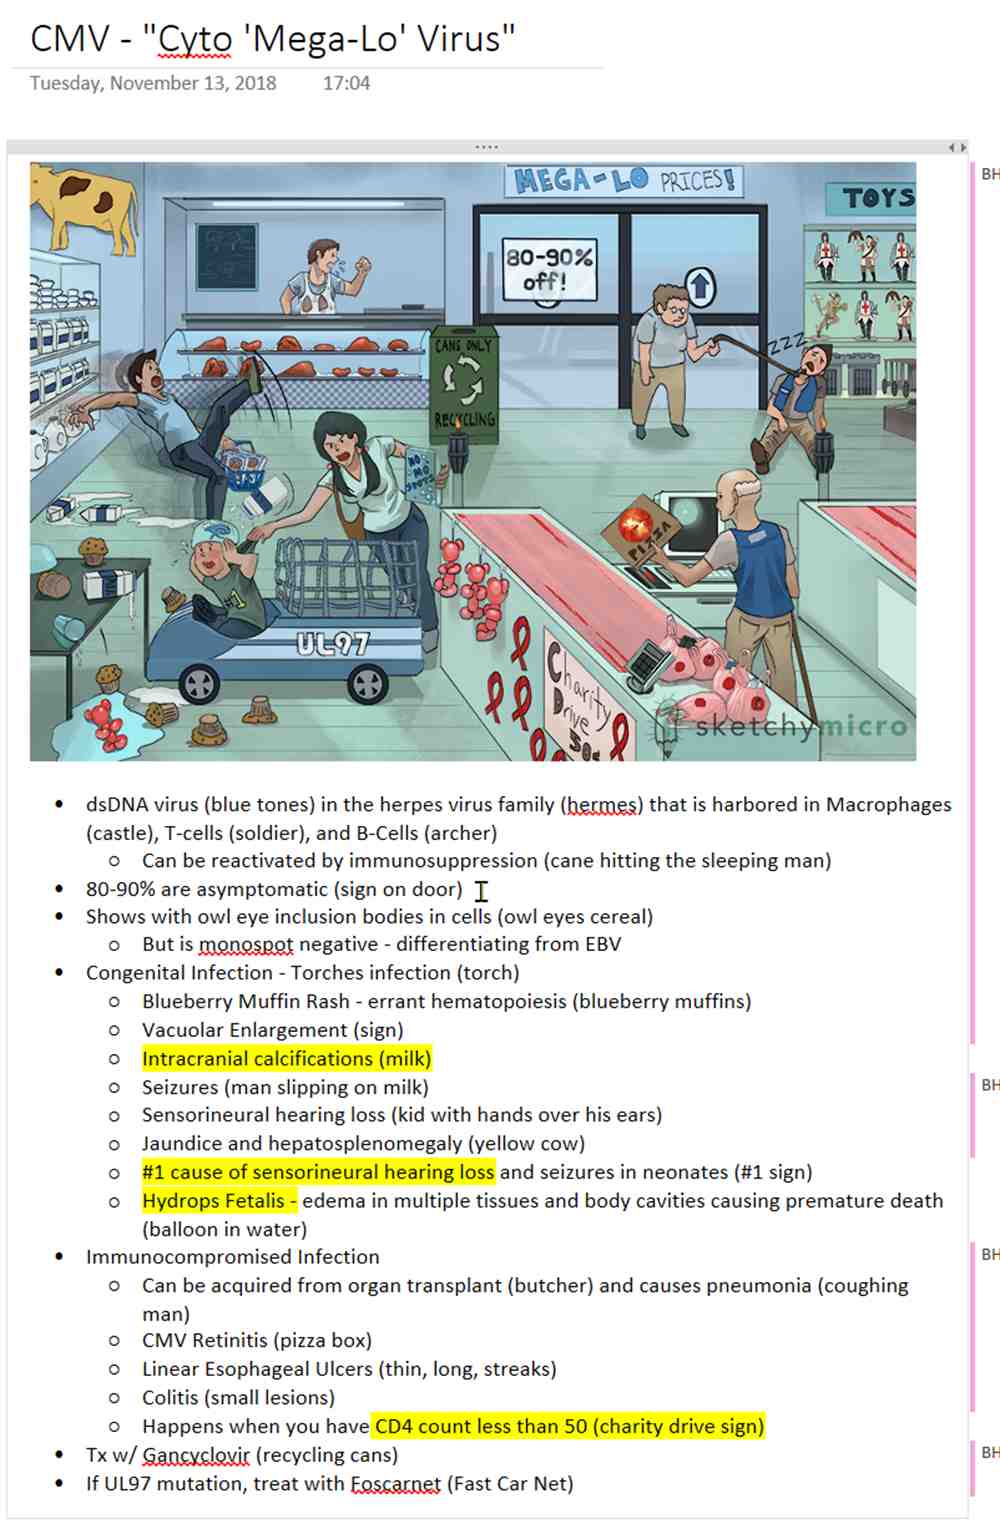 CMV - "Cyto 'Mega-Lo' Virus"
Tuesday, November 13, 2018 17:04
BH
MEGA-LO PRICES!
TOYS
80-90%
off!
ZZZ
CANS ONLY
RECYCLING
NO
MO
SPOTS
PIZZA
#1
UL97
Charity
Drive
50¢
sketchymicro
• dsDNA virus (blue tones) in the herpes virus family (hermes) that is harbored in Macrophages
(castle), T-cells (soldier), and B-Cells (archer)
o Can be reactivated by immunosuppression (cane hitting the sleeping man)
• 80-90% are asymptomatic (sign on door)
• Shows with owl eye inclusion bodies in cells (owl eyes cereal)
o But is monospot negative - differentiating from EBV
• Congenital Infection - Torches infection (torch)
o Blueberry Muffin Rash - errant hematopoiesis (blueberry muffins)
o Vacuolar Enlargement (sign)
o Intracranial calcifications (milk)
o Seizures (man slipping on milk)
BH
o Sensorineural hearing loss (kid with hands over his ears)
o Jaundice and hepatosplenomegaly (yellow cow)
o #1 cause of sensorineural hearing loss and seizures in neonates (#1 sign)
o Hydrops Fetalis - edema in multiple tissues and body cavities causing premature death
(balloon in water)
• Immunocompromised Infection
BH
o Can be acquired from organ transplant (butcher) and causes pneumonia (coughing
man)
o CMV Retinitis (pizza box)
o Linear Esophageal Ulcers (thin, long, streaks)
o Colitis (small lesions)
o Happens when you have CD4 count less than 50 (charity drive sign)
• Tx w/ Gancyclovir (recycling cans)
BH
• If UL97 mutation, treat with Foscarnet (Fast Car Net)